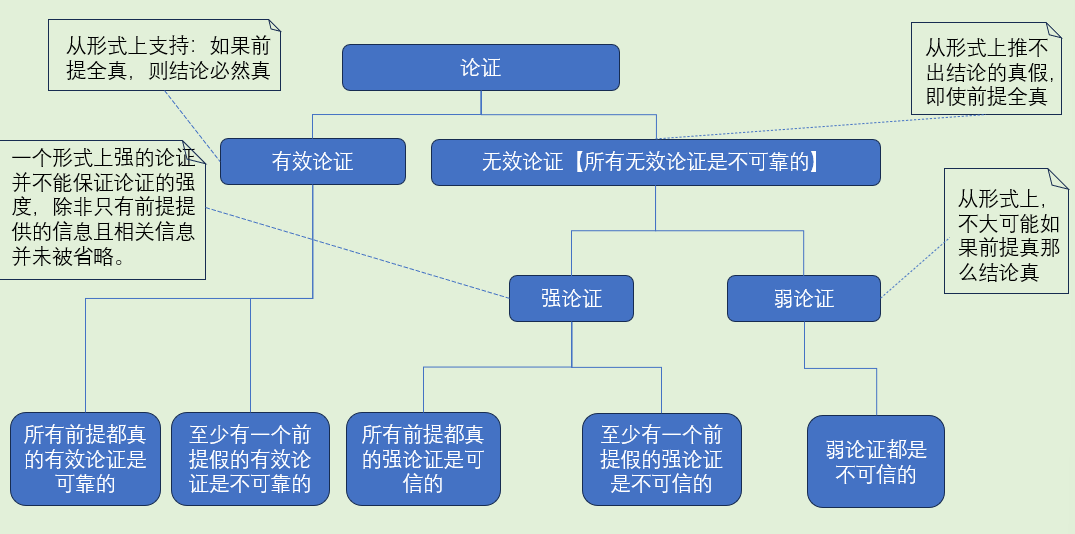 从形式上支持：如果前
提全真，则结论必然真
论证
从形式上推不
出结论的真假，
即使前提全真
一个形式上强的论证
并不能保证论证的强
度，除非只有前提提
供的信息且相关信息
并未被省略。
有效论证
无效论证【所有无效论证是不可靠的】
从形式上，
不大可能如
果前提真那
么结论真
强论证
弱论证
所有前提都真
的有效论证是
可靠的
至少有一个前
提假的有效论
证是不可靠的
所有前提都真
的强论证是可
信的
至少有一个前
提假的强论证
是不可信的
弱论证都是
不可信的